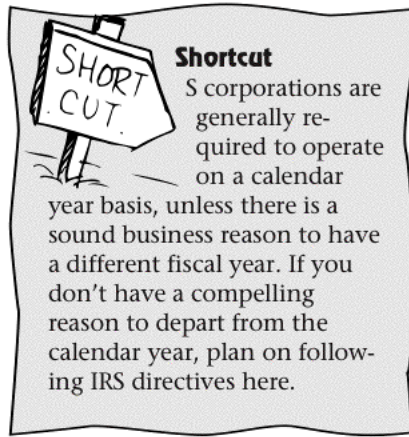 SHORT
CUT
Shortcut
S corporations are
generally re-
quired to operate
on a calendar
year basis, unless there is a
sound business reason to have
a different fiscal year. If you
don't have a compelling
reason to depart from the
calendar year, plan on follow-
ing IRS directives here.